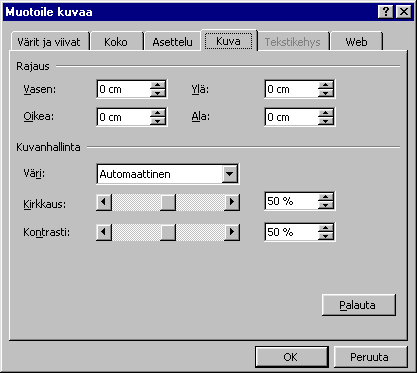 Muotoile kuvaa
Värit ja viivat Koko Asettelu Kuva Tekstikehys Web
Rajaus
Vasen: 0 cm Ylä: 0 cm
Oikea: 0 cm Ala: 0 cm
Kuvanhallinta
Väri: Automaattinen
Kirkkaus: 50 %
Kontrasti: 50 %
Palauta
OK Peruuta